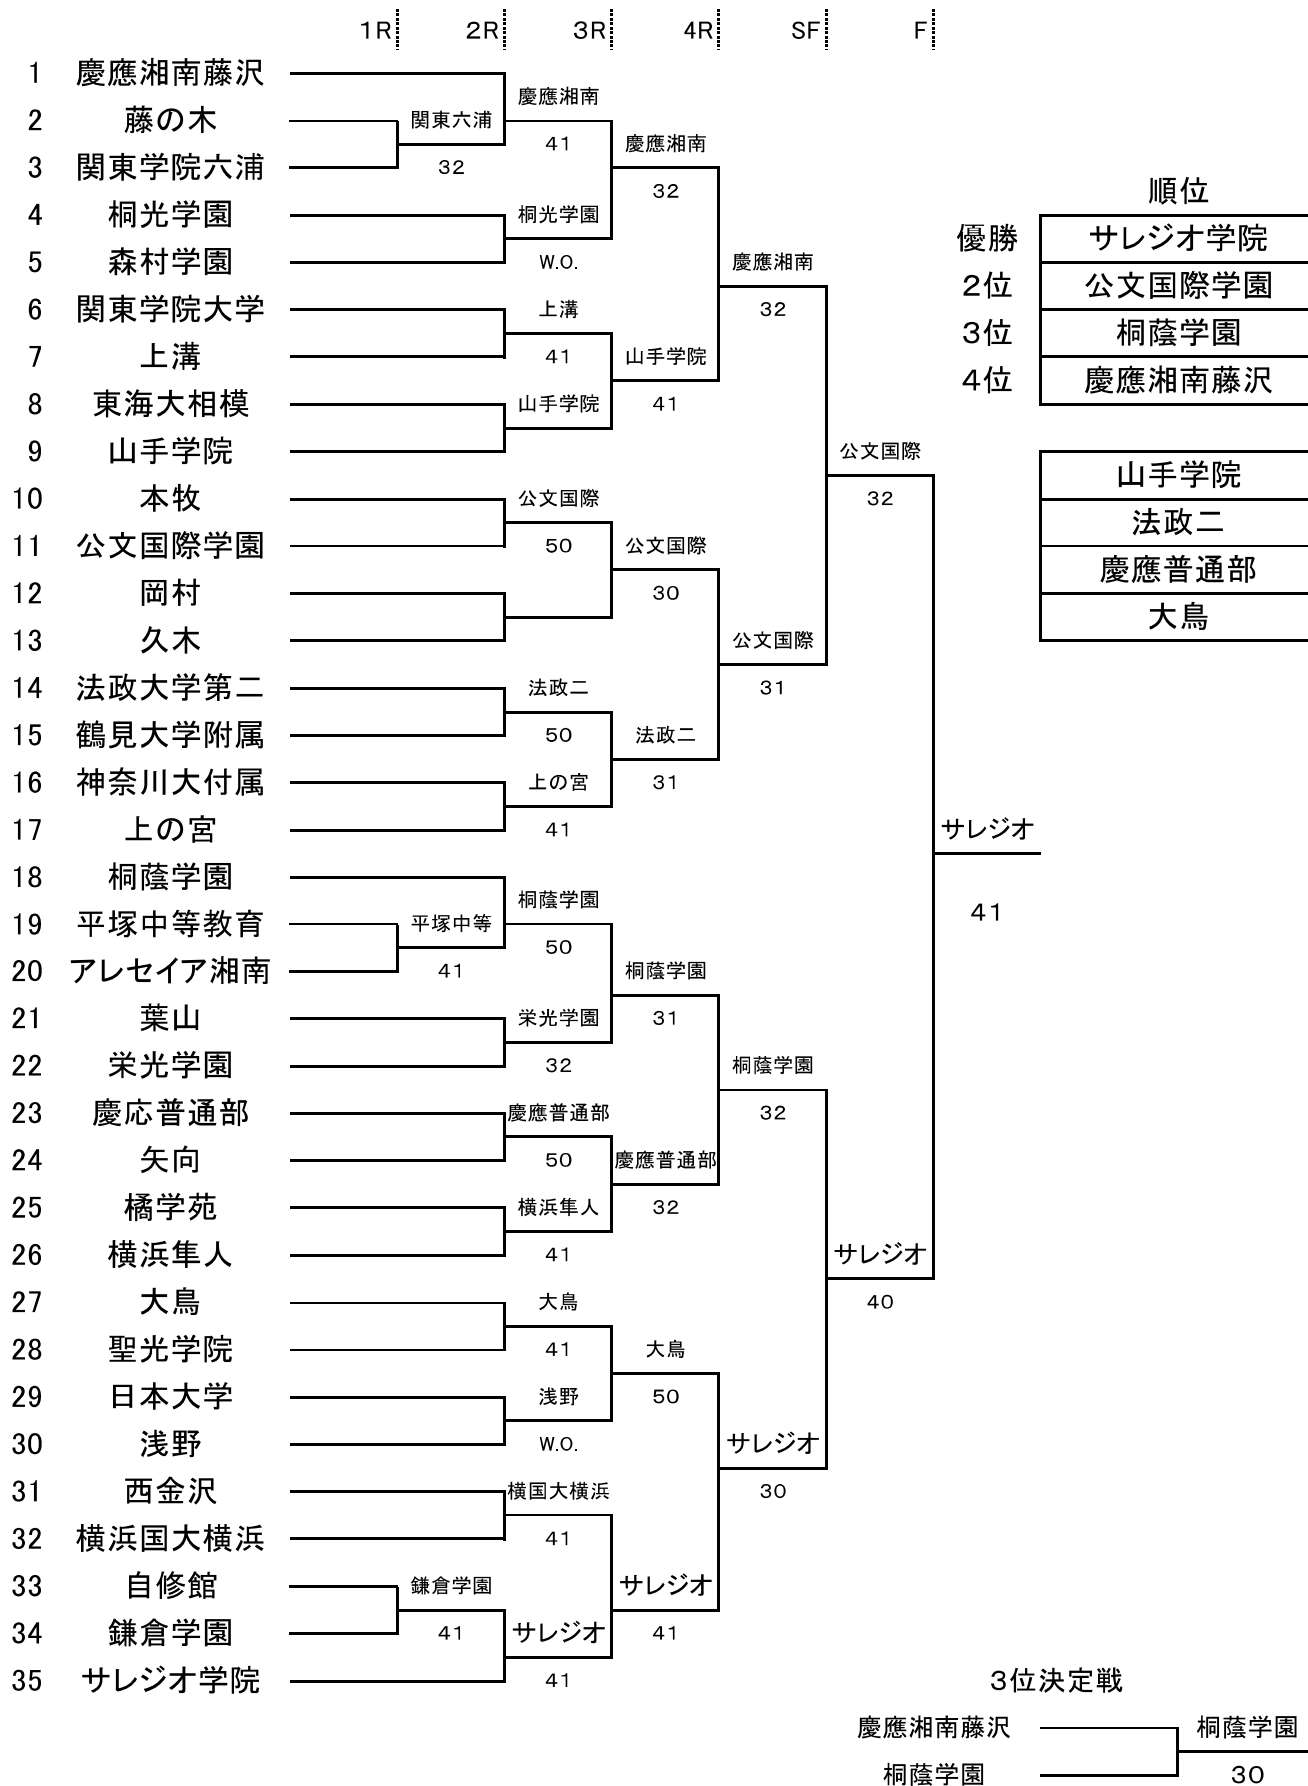 1R 2R 3R 4R SF F
1 慶應湘南藤沢
慶應湘南
2 藤の木 関東六浦
41 慶應湘南
3 関東学院六浦 32
32 順位
4 桐光学園 桐光学園
優勝 サレジオ学院
5 森村学園 W.O. 慶應湘南
2位 公文国際学園
6 関東学院大学 上溝 32
3位 桐蔭学園
7 上溝 41 山手学院
4位 慶應湘南藤沢
8 東海大相模 山手学院 41
9 山手学院 公文国際
山手学院
10 本牧 公文国際 32
法政二
11 公文国際学園 50 公文国際
慶應普通部
12 岡村 30
大鳥
13 久木 公文国際
14 法政大学第二 法政二 31
15 鶴見大学附属 50 法政二
16 神奈川大付属 上の宮 31
17 上の宮 41 サレジオ
18 桐蔭学園
桐蔭学園
41
19 平塚中等教育 平塚中等
50
20 アレセイア湘南 41 桐蔭学園
21 葉山 栄光学園 31
22 栄光学園 32 桐蔭学園
23 慶応普通部 慶應普通部 32
24 矢向 50 慶應普通部
25 橘学苑 横浜隼人 32
26 横浜隼人 41 サレジオ
27 大鳥 大鳥 40
28 聖光学院 41 大鳥
29 日本大学 浅野 50
30 浅野 W.O. サレジオ
31 西金沢 横国大横浜 30
32 横浜国大横浜 41
33 自修館 鎌倉学園 サレジオ
34 鎌倉学園 41 サレジオ 41
35 サレジオ学院 41
3位決定戦
慶應湘南藤沢 桐蔭学園
桐蔭学園 30